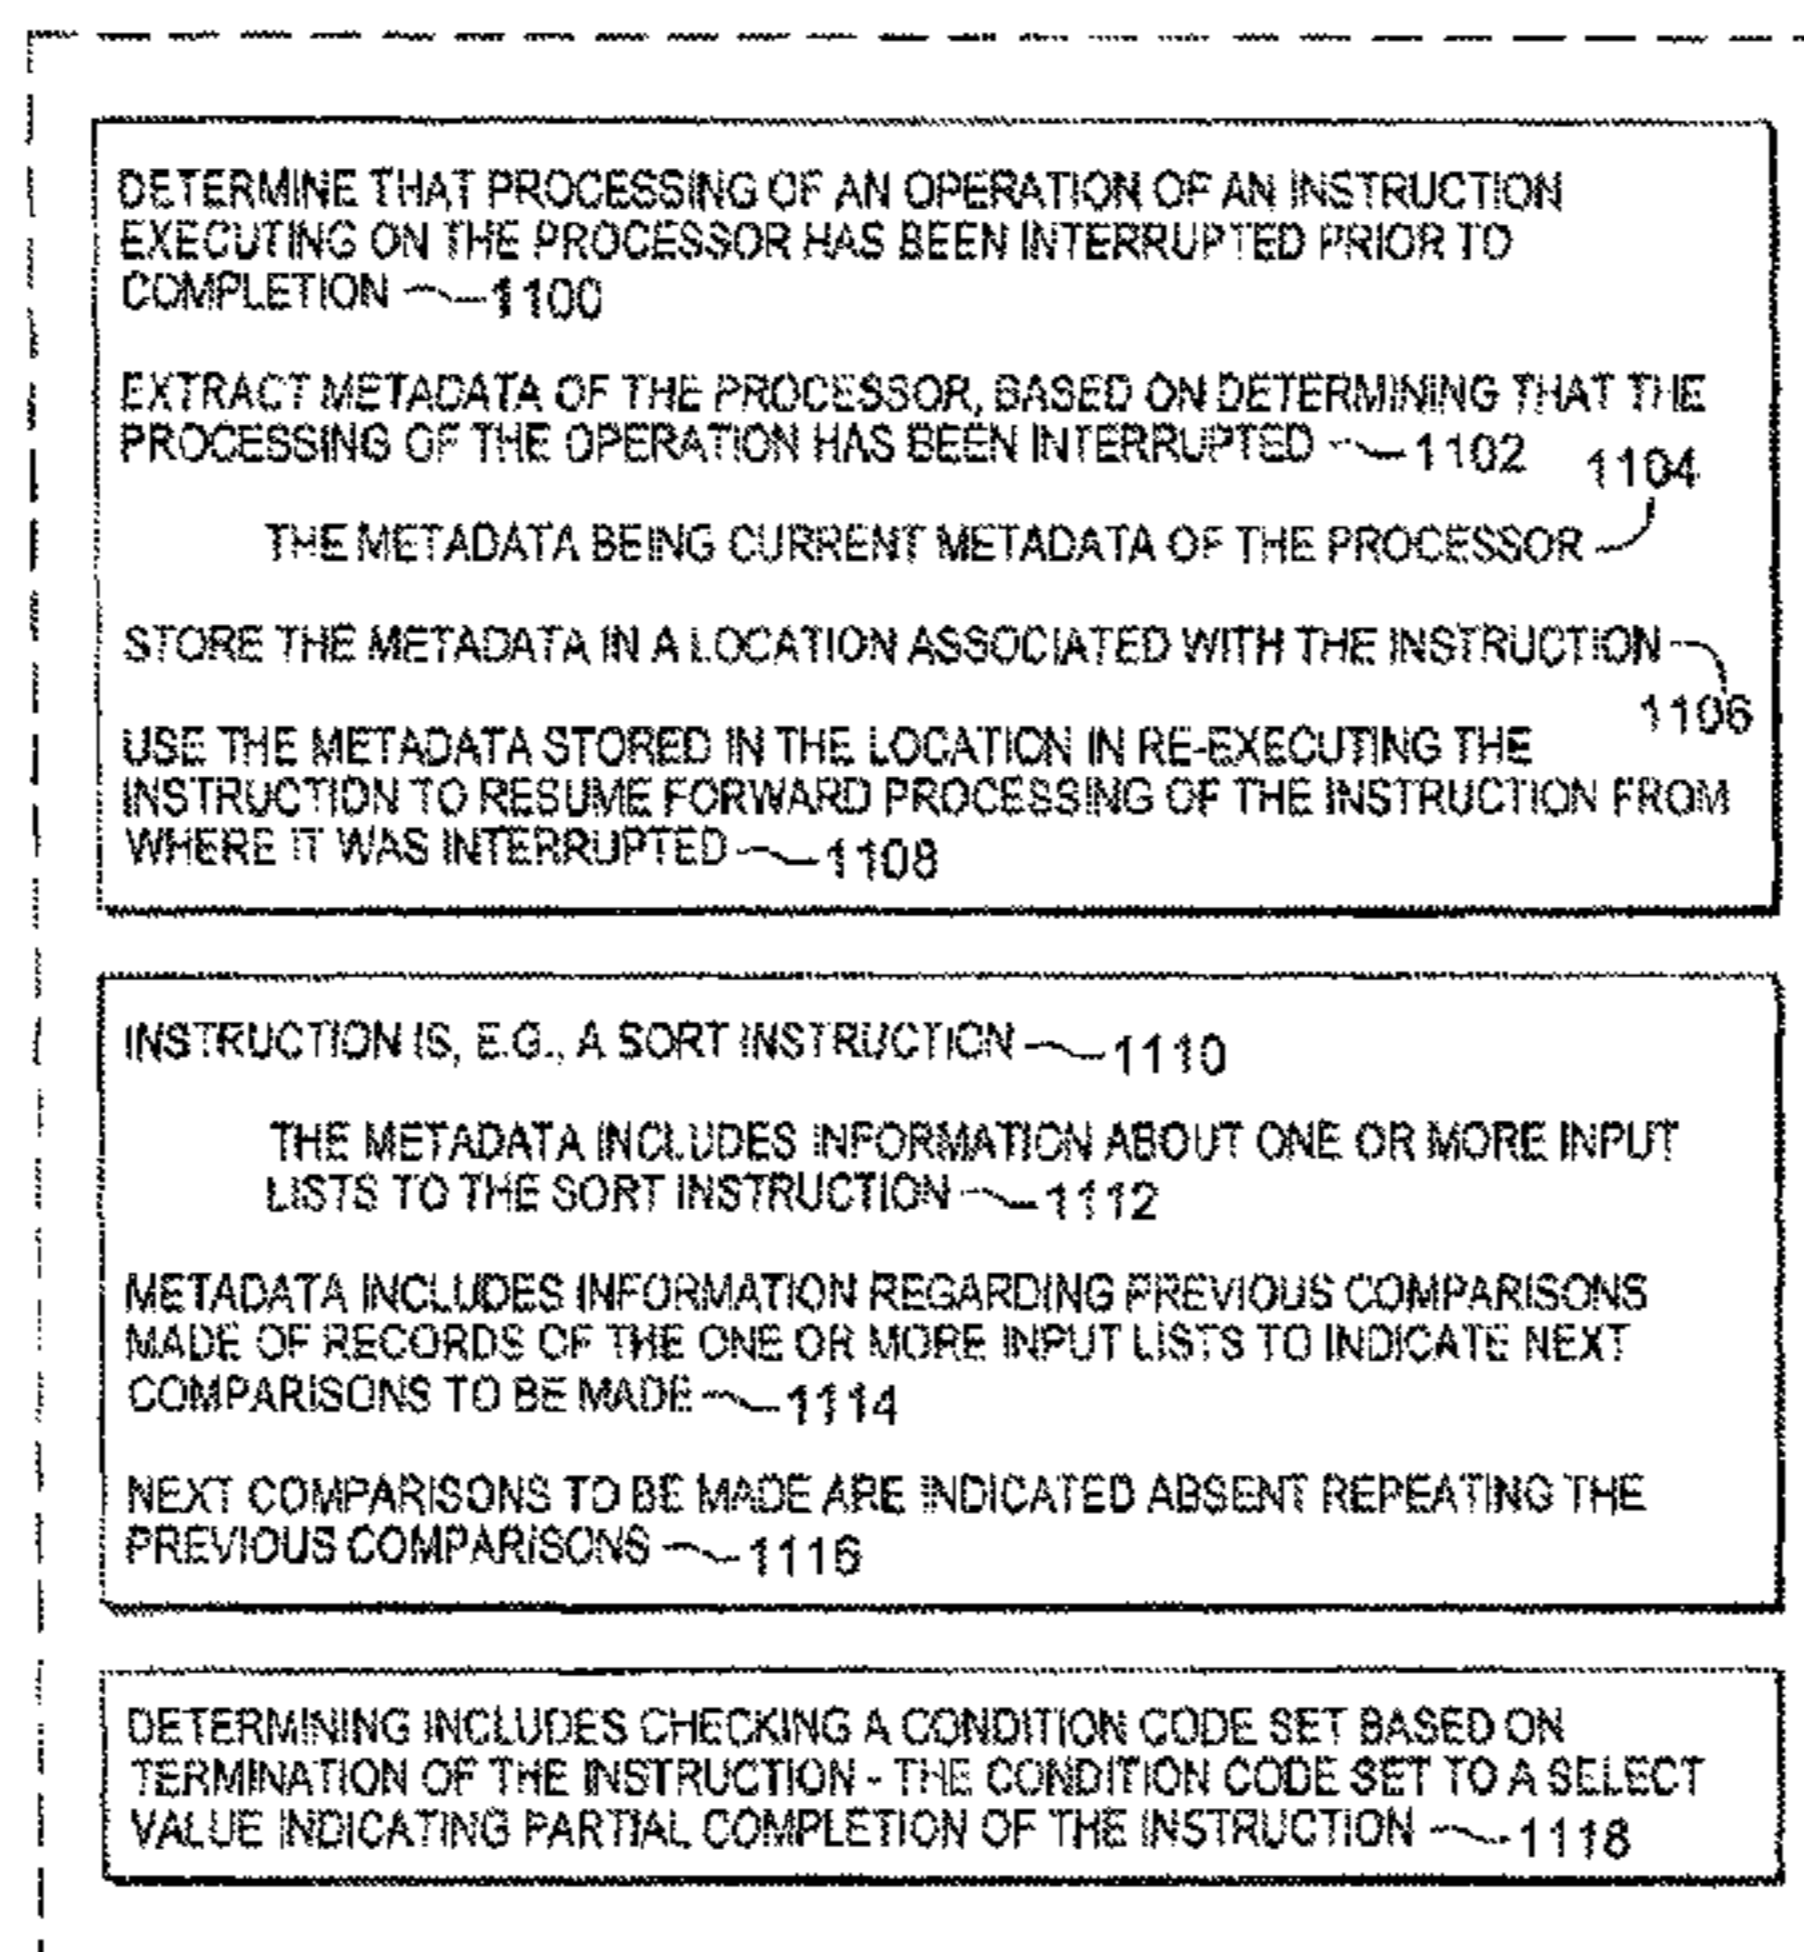 DETERMINE THAT PROCESSING OF AN OPERATION OF AN INSTRUCTION
EXECUTING ON THE PROCESSOR HAS BEEN INTERRUPTED PRIOR TO
COMPLETION 1100
EXTRACT METADATA OF THE PROCESSOR, BASED ON DETERMINING THAT THE
PROCESSING OF THE OPERATION HAS BEEN INTERRUPTED 1102
1104
THE METADATA BEING CURRENT METADATA OF THE PROCESSOR
STORE THE METADATA IN A LOCATION ASSOCIATED WITH THE INSTRUCTION
1106
USE THE METADATA STORED IN THE LOCATION IN RE-EXECUTING THE
INSTRUCTION TO RESUME FORWARD PROCESSING OF THE INSTRUCTION FROM
WHERE IT WAS INTERRUPTED 1108
INSTRUCTION IS, E.G., A SORT INSTRUCTION 1110
THE METADATA INCLUDES INFORMATION ABOUT ONE OR MORE INPUT
LISTS TO THE SORT INSTRUCTION 1112
METADATA INCLUDES INFORMATION REGARDING PREVIOUS COMPARISONS
MADE OF RECORDS OF THE ONE OR MORE INPUT LISTS TO INDICATE NEXT
COMPARISONS TO BE MADE 1114
NEXT COMPARISONS TO BE MADE ARE INDICATED ABSENT REPEATING THE
PREVIOUS COMPARISONS 1116
DETERMINING INCLUDES CHECKING A CONDITION CODE SET BASED ON
TERMINATION OF THE INSTRUCTION - THE CONDITION CODE SET TO A SELECT
VALUE INDICATING PARTIAL COMPLETION OF THE INSTRUCTION 1118